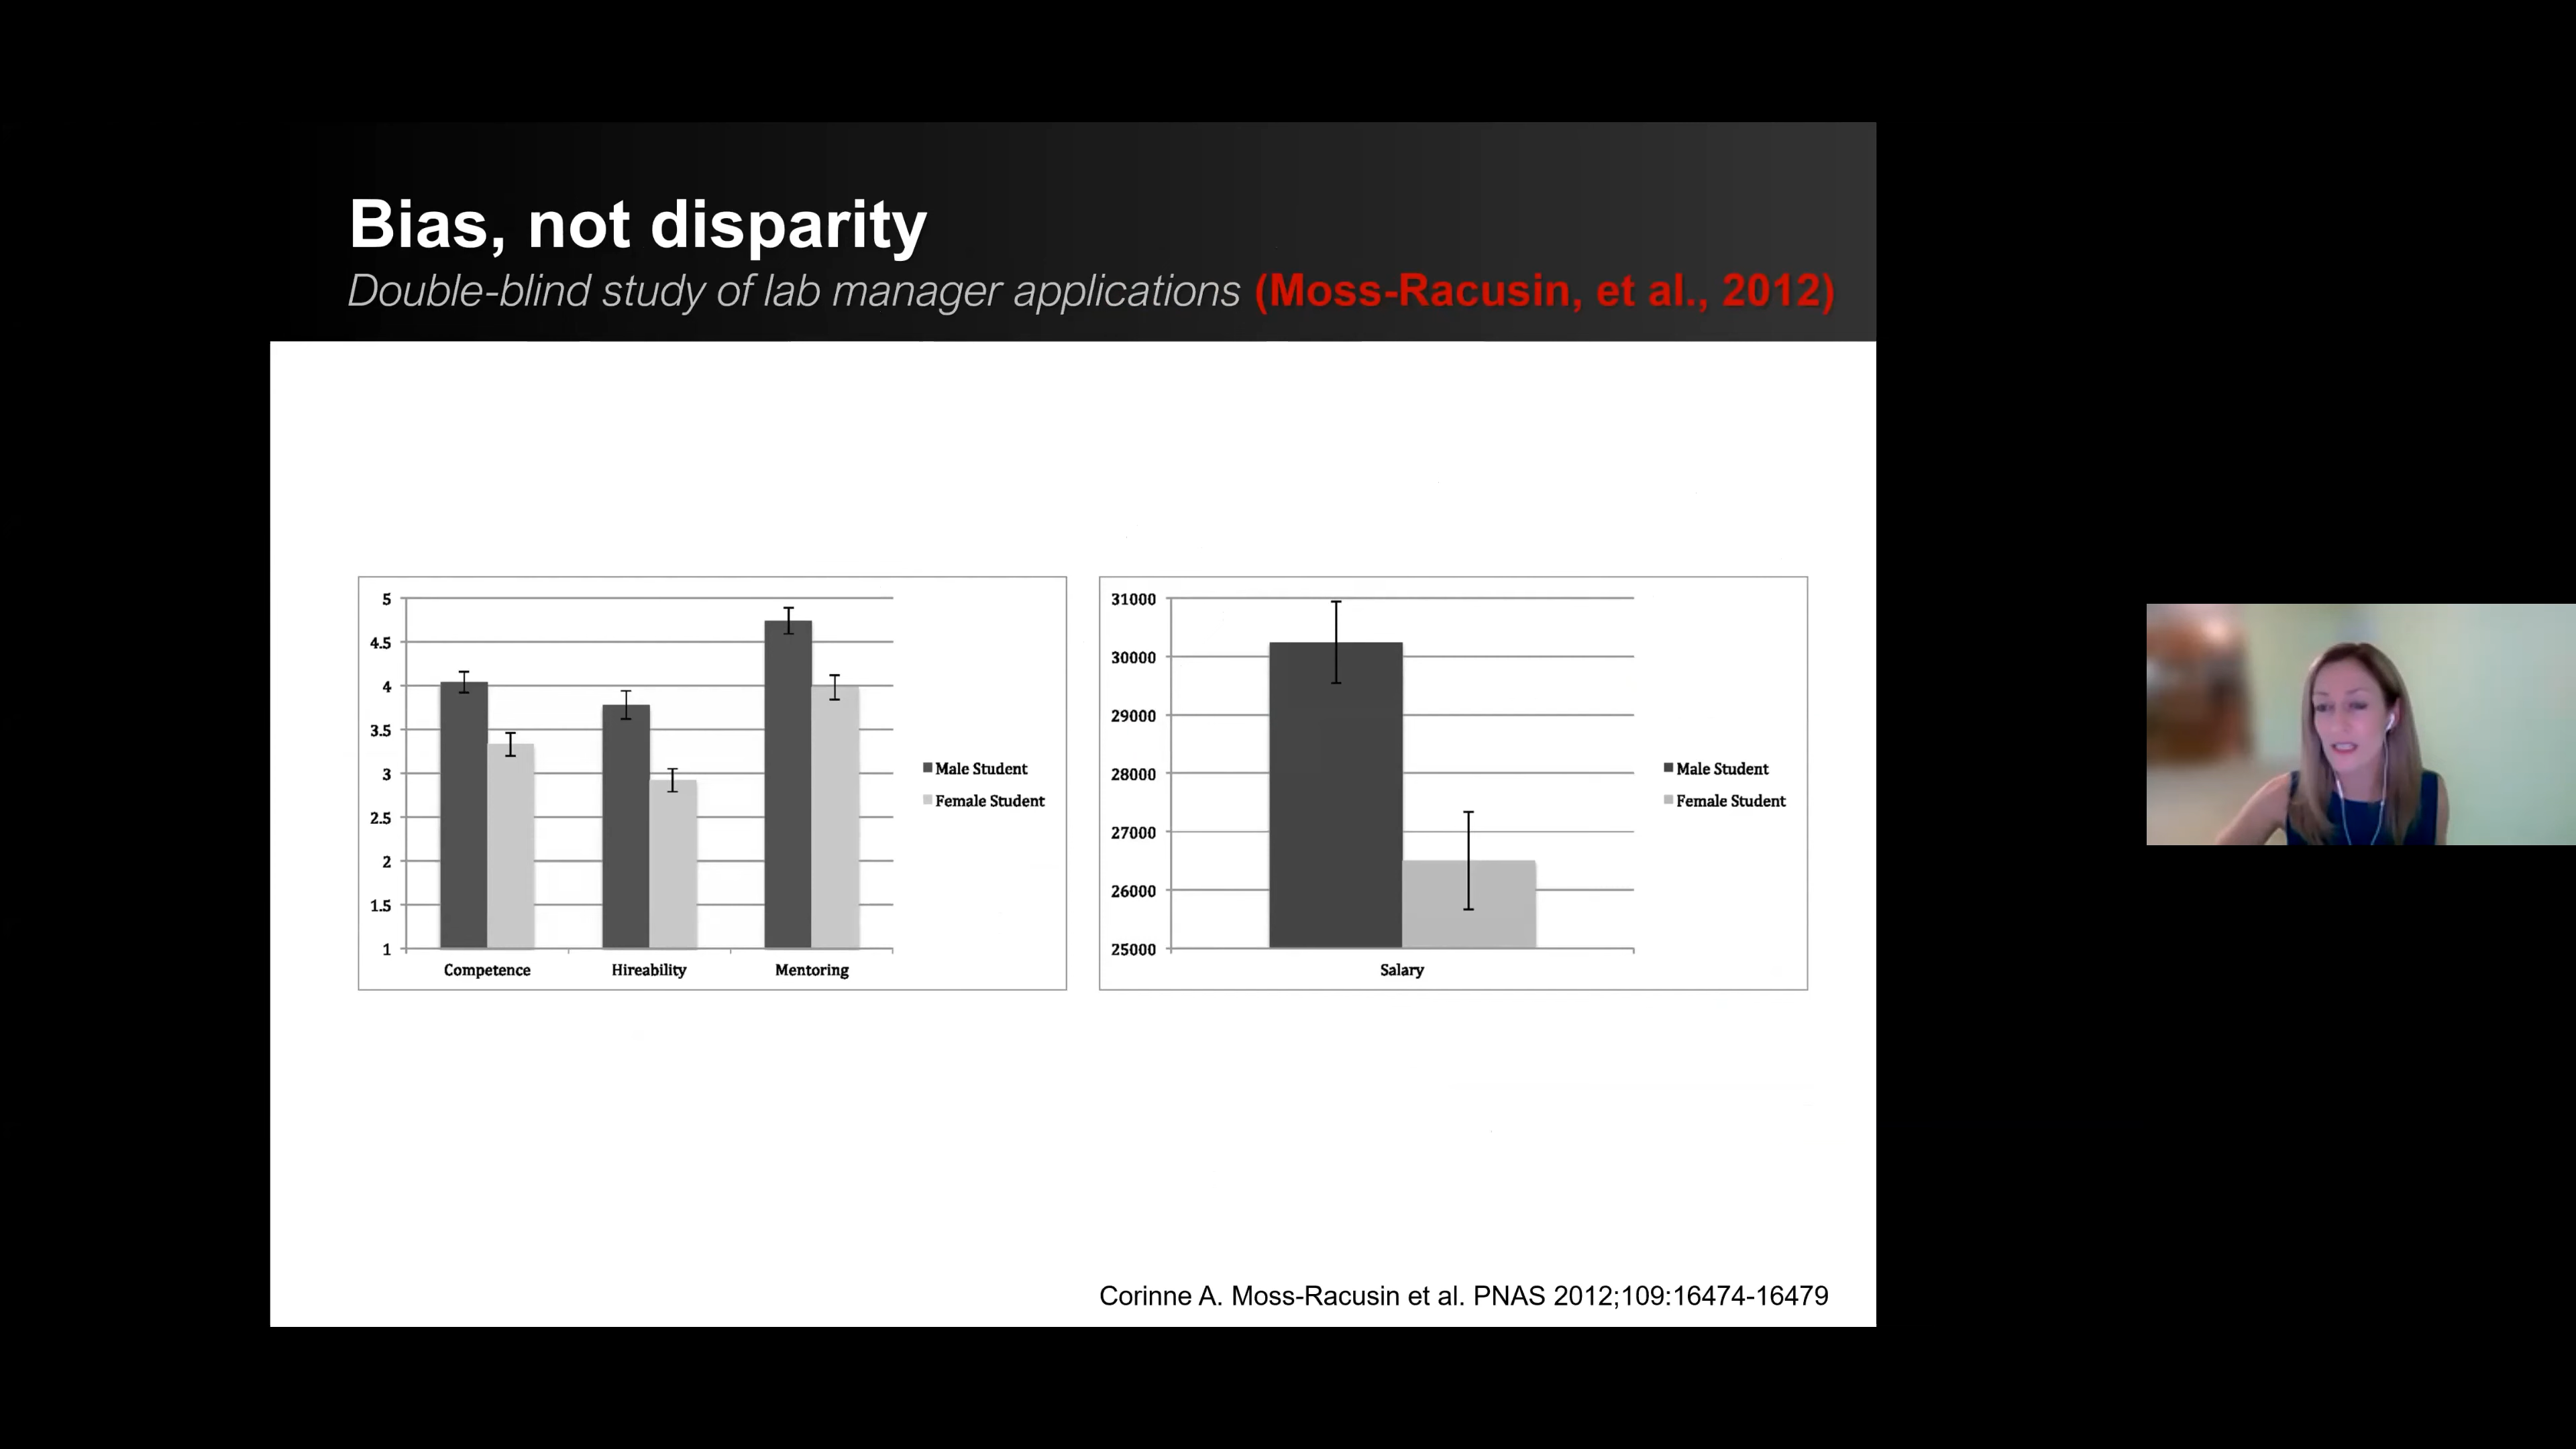 Bias, not disparity
Double-blind study of lab manager applications (Moss-Racusin, et al., 2012)
5
4.5
4
3.5
3
2.5
2
1.5
1
Competence Hireability Mentoring
Male Student
Female Student
31000
30000
29000
28000
27000
26000
25000
Salary
Male Student
Female Student
Corinne A. Moss-Racusin et al. PNAS 2012;109:16474-16479